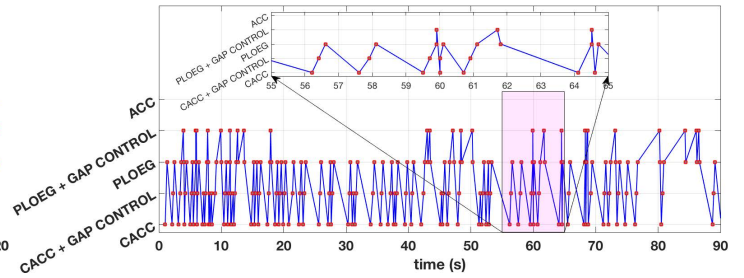 ACC
PLOEG + GAP CONTROL
PLOEG
CACC + GAP CONTROL
CACC
55 56 57 58 59 60 61 62 63 64 65
ACC
PLOEG + GAP CONTROL
PLOEG
CACC + GAP CONTROL
CACC
20
0 10 20 30 40 50 60 70 80 90
time (s)